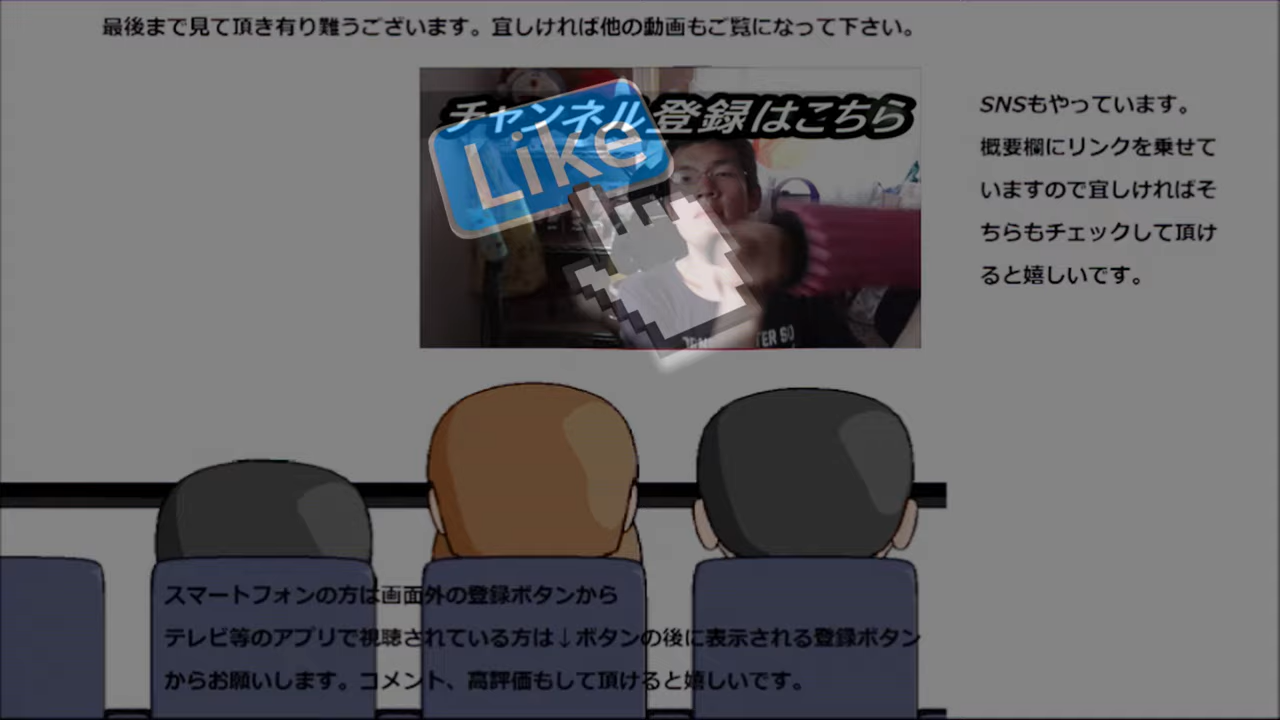 最後まで見て頂き有り難うございます。宜しければ他の動画もご覧になって下さい。
チャンネル登録はこちら
Like
SNSもやっています。
概要欄にリンクを乗せて
いますので宜しければそ
ちらもチェックして頂け
ると嬉しいです。
スマートフォンの方は画面外の登録ボタンから
テレビ等のアプリで視聴されている方は↓ボタンの後に表示される登録ボタン
からお願いします。コメント、高評価もして頂けると嬉しいです。